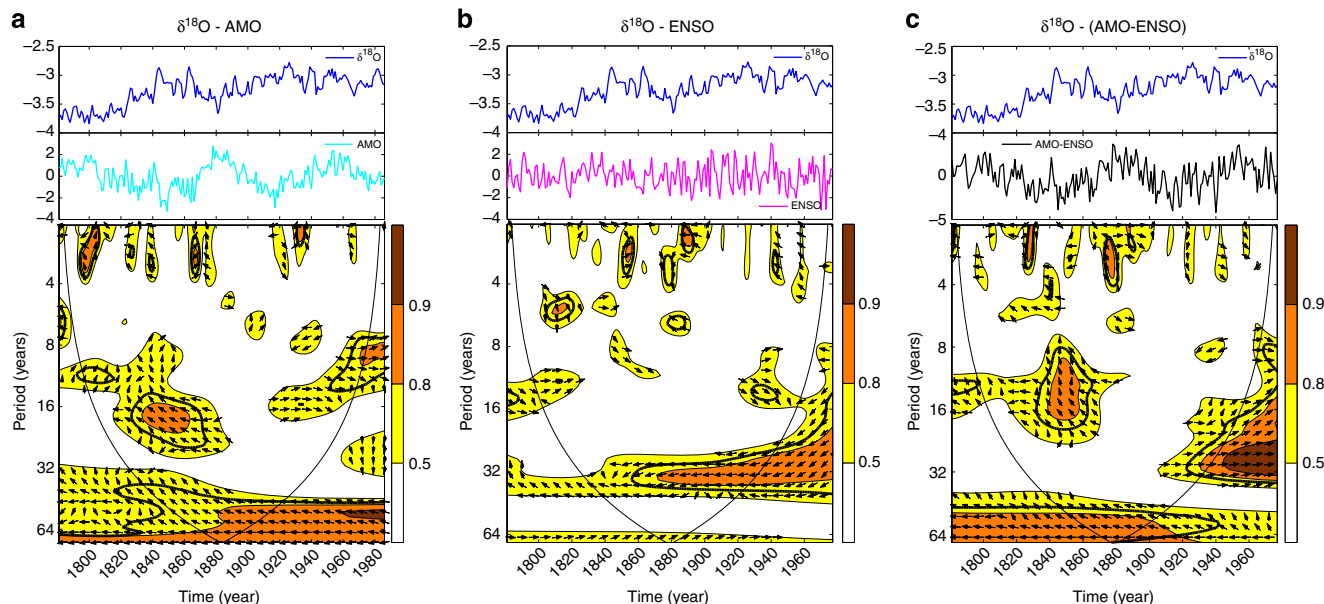 a
δ18O - AMO
−2.5
−3
−3.5
−4
δ18O
2
0
−2
−4
AMO
4
8
16
32
64
Period (years)
0.9
0.8
0.5
1800 1820 1840 1860 1880 1900 1920 1940 1960 1980
Time (year)
b
δ18O - ENSO
−2.5
−3
−3.5
−4
δ18O
2
0
−2
−4
ENSO
4
8
16
32
64
Period (years)
0.9
0.8
0.5
1800 1820 1840 1860 1880 1900 1920 1940 1960
Time (year)
c
δ18O - (AMO-ENSO)
−2.5
−3
−3.5
−4
δ18O
4
0
−5
AMO-ENSO
4
8
16
32
64
Period (years)
0.9
0.8
0.5
1800 1820 1840 1860 1880 1900 1920 1940 1960
Time (year)